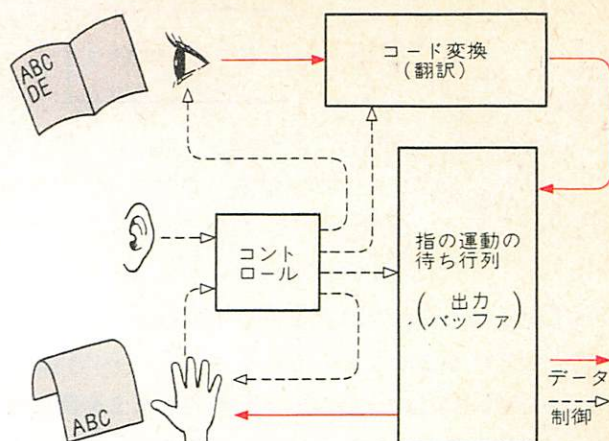 ABC
DE
コード変換
(翻訳)
コント
ロール
指の運動の
待ち行列
(出力
バッファ)
ABC
データ
制御